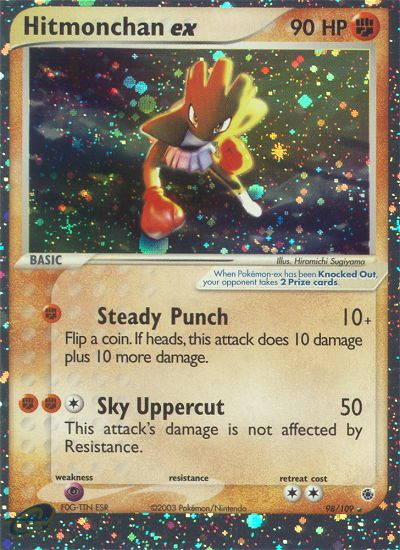 Hitmonchan ex 90 HP
BASIC
Illus. Hiromichi Sugiyama
When Pokémon-ex has been Knocked Out,
your opponent takes 2 Prize cards.
Steady Punch 10+
Flip a coin. If heads, this attack does 10 damage
plus 10 more damage.
Sky Uppercut 50
This attack's damage is not affected by
Resistance.
weakness resistance retreat cost
F0G-TTN-ESR ©2003 Pokémon/Nintendo 98/109